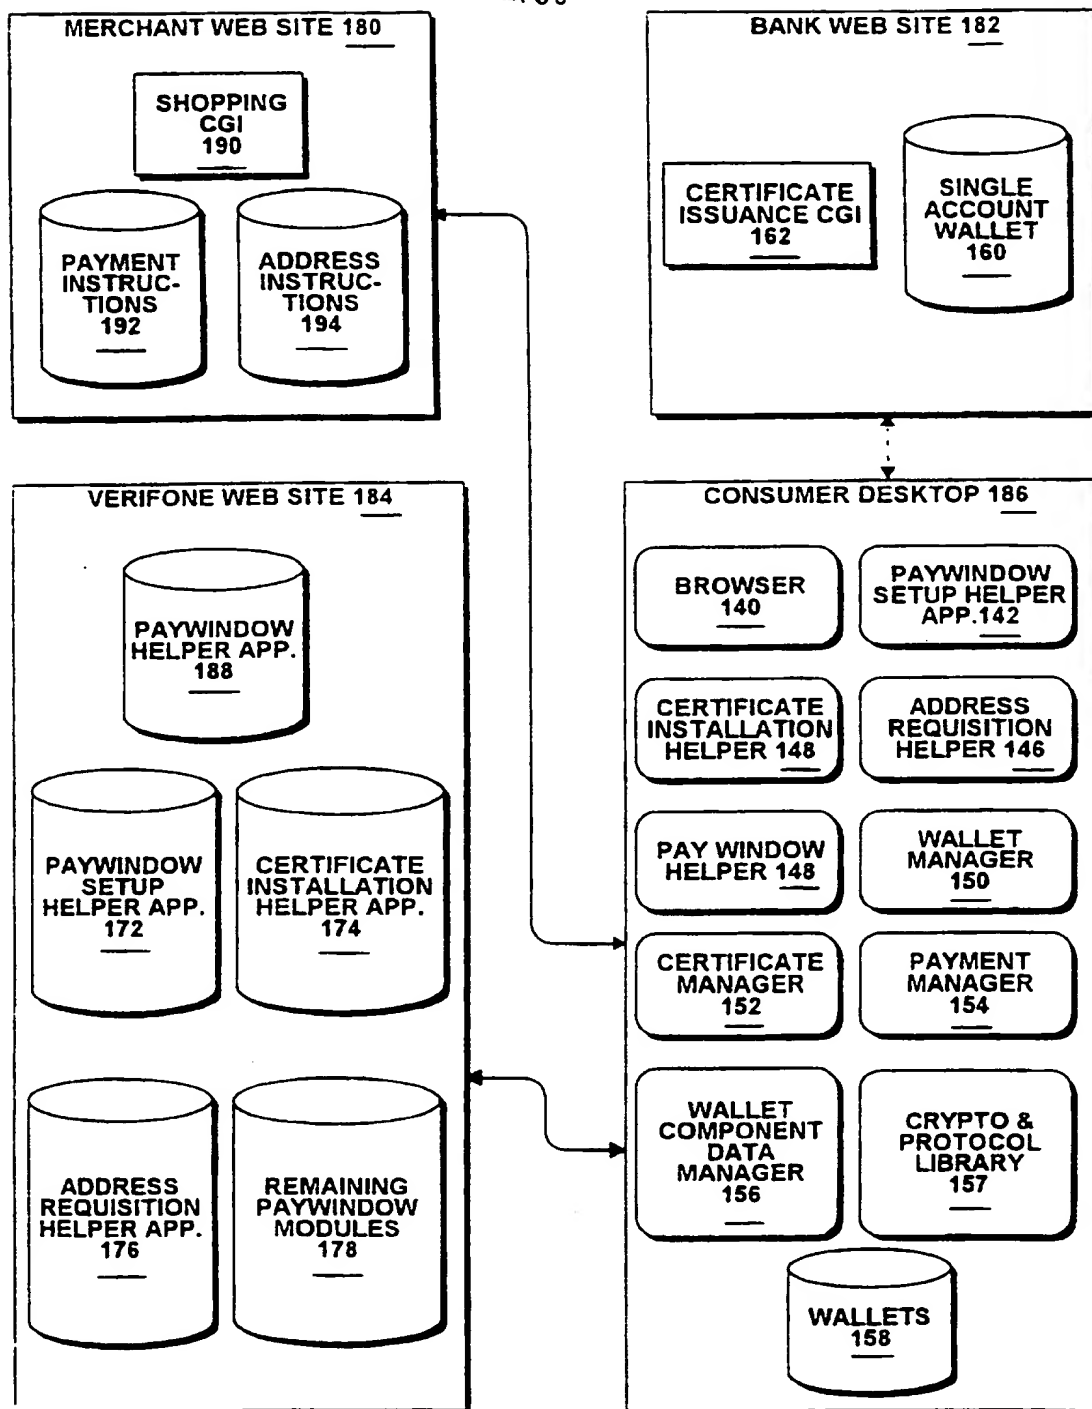 MERCHANT WEB SITE 180
SHOPPING
CGI
190
PAYMENT
INSTRUC-
TIONS
192
ADDRESS
INSTRUC-
TIONS
194
BANK WEB SITE 182
CERTIFICATE
ISSUANCE CGI
162
SINGLE
ACCOUNT
WALLET
160
VERIFONE WEB SITE 184
PAYWINDOW
HELPER APP.
188
PAYWINDOW
SETUP
HELPER APP.
172
CERTIFICATE
INSTALLATION
HELPER APP.
174
ADDRESS
REQUISITION
HELPER APP.
176
REMAINING
PAYWINDOW
MODULES
178
CONSUMER DESKTOP 186
BROWSER
140
PAYWINDOW
SETUP HELPER
APP.142
CERTIFICATE
INSTALLATION
HELPER 148
ADDRESS
REQUISITION
HELPER 146
PAY WINDOW
HELPER 148
WALLET
MANAGER
150
CERTIFICATE
MANAGER
152
PAYMENT
MANAGER
154
WALLET
COMPONENT
DATA
MANAGER
156
CRYPTO &
PROTOCOL
LIBRARY
157
WALLETS
158